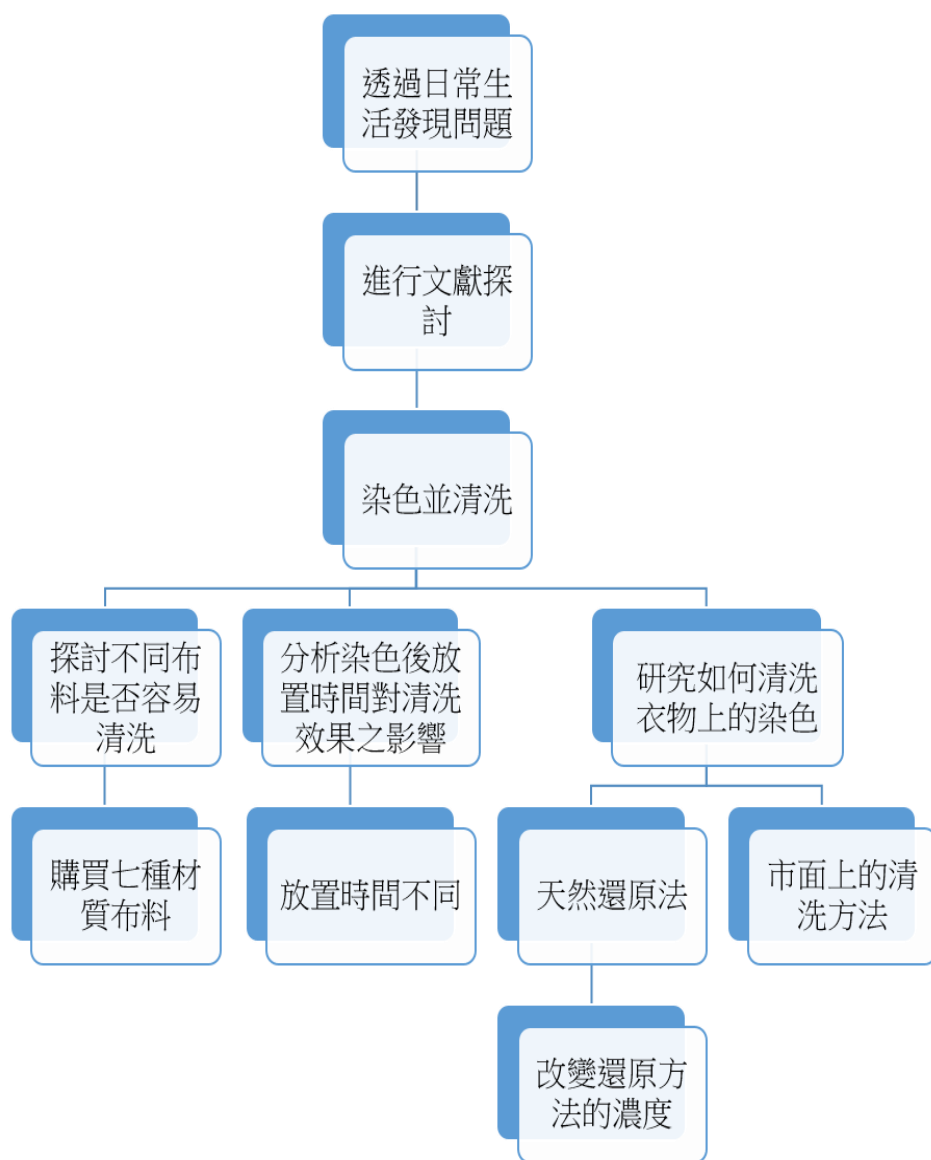 透過日常生
活發現問題
進行文獻探
討
染色並清洗
探討不同布
料是否容易
清洗
分析染色後放
置時間對清洗
效果之影響
研究如何清洗
衣物上的染色
購買七種材
質布料
放置時間不同
天然還原法
市面上的清
洗方法
改變還原方
法的濃度